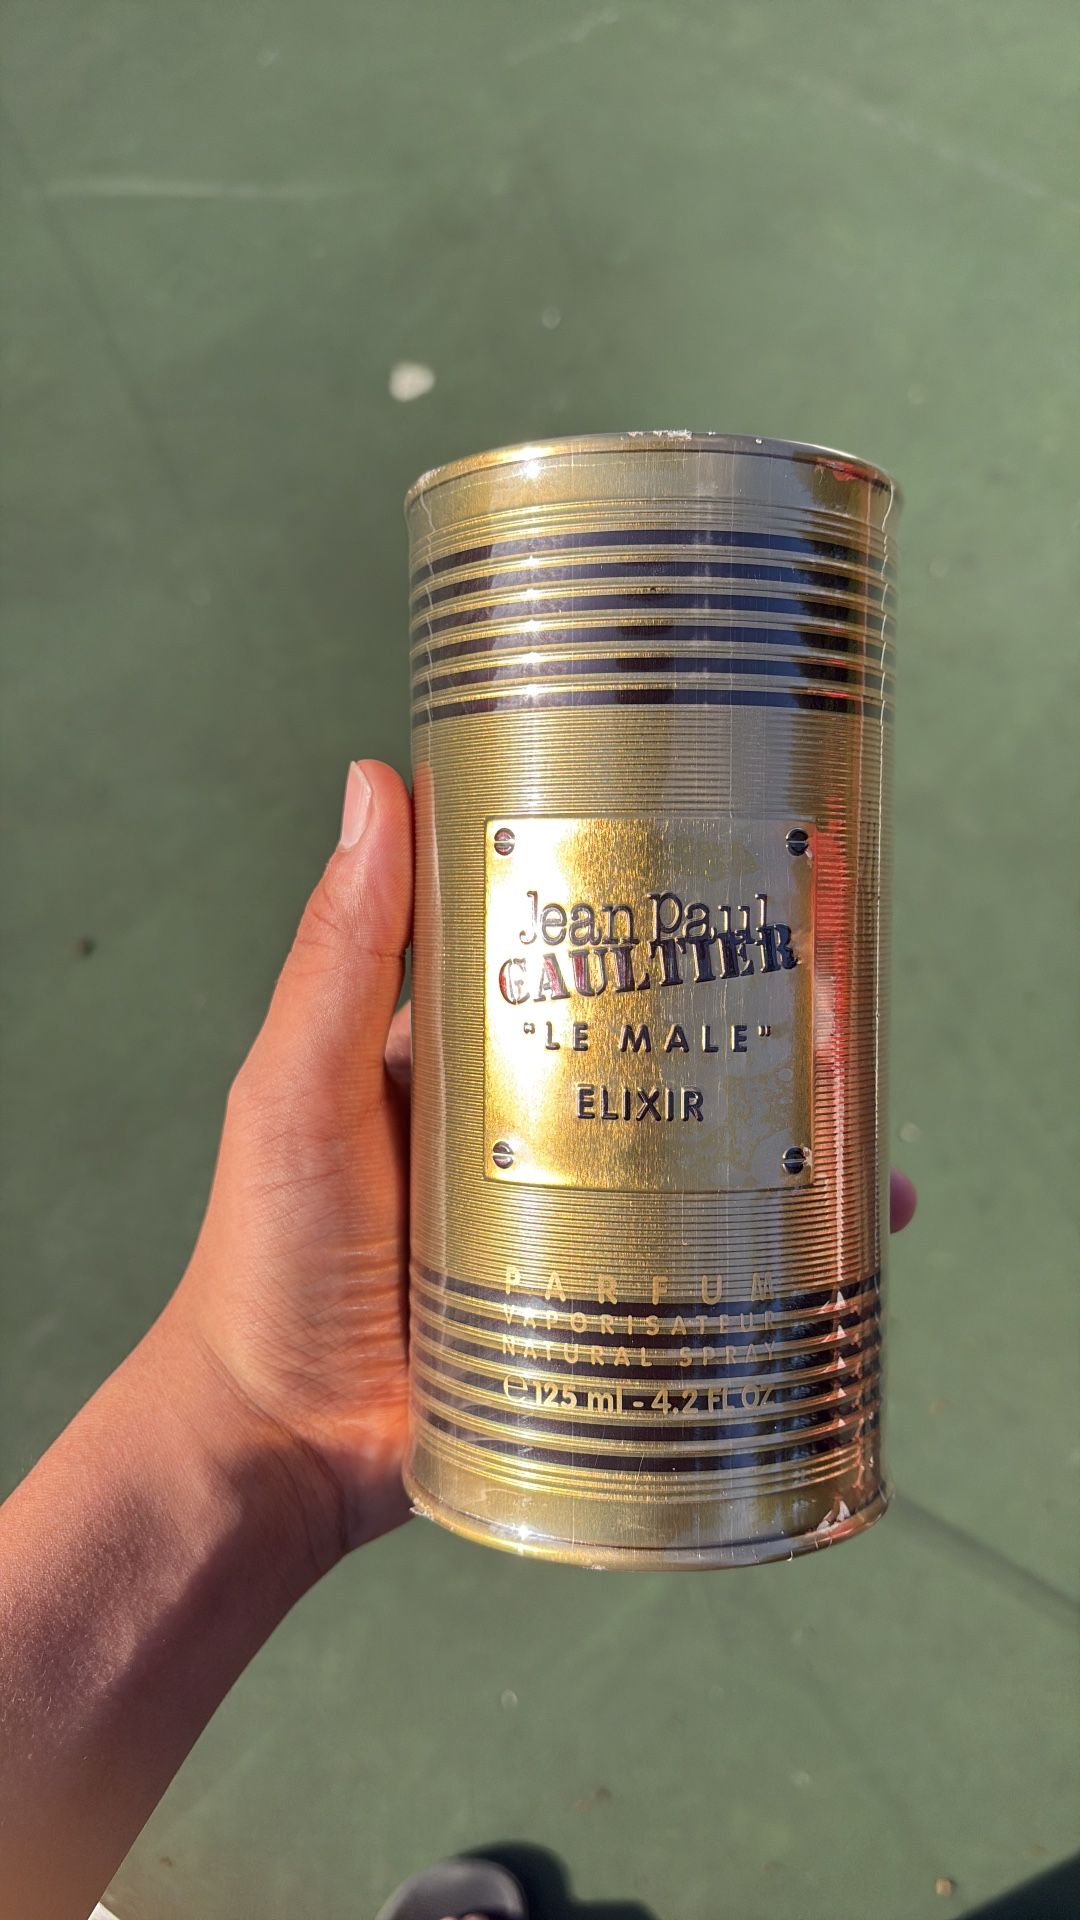 Jean Paul
GAULTIER
"LE MALE"
ELIXIR
PARFUM
VAPORISATEUR
NATURAL SPRAY
℮ 125 ml - 4.2 FL OZ